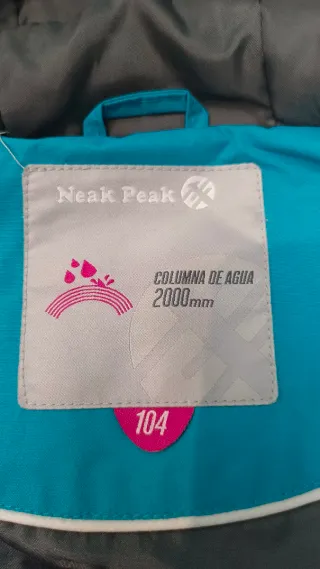 Neak Peak
COLUMNA DE AGUA
2000mm
104